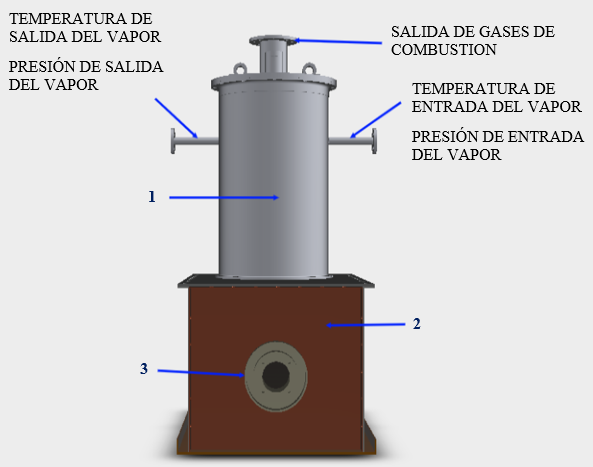 TEMPERATURA DE
SALIDA DEL VAPOR
PRESIÓN DE SALIDA
DEL VAPOR
SALIDA DE GASES DE
COMBUSTION
TEMPERATURA DE
ENTRADA DEL VAPOR
PRESIÓN DE ENTRADA
DEL VAPOR
1
2
3